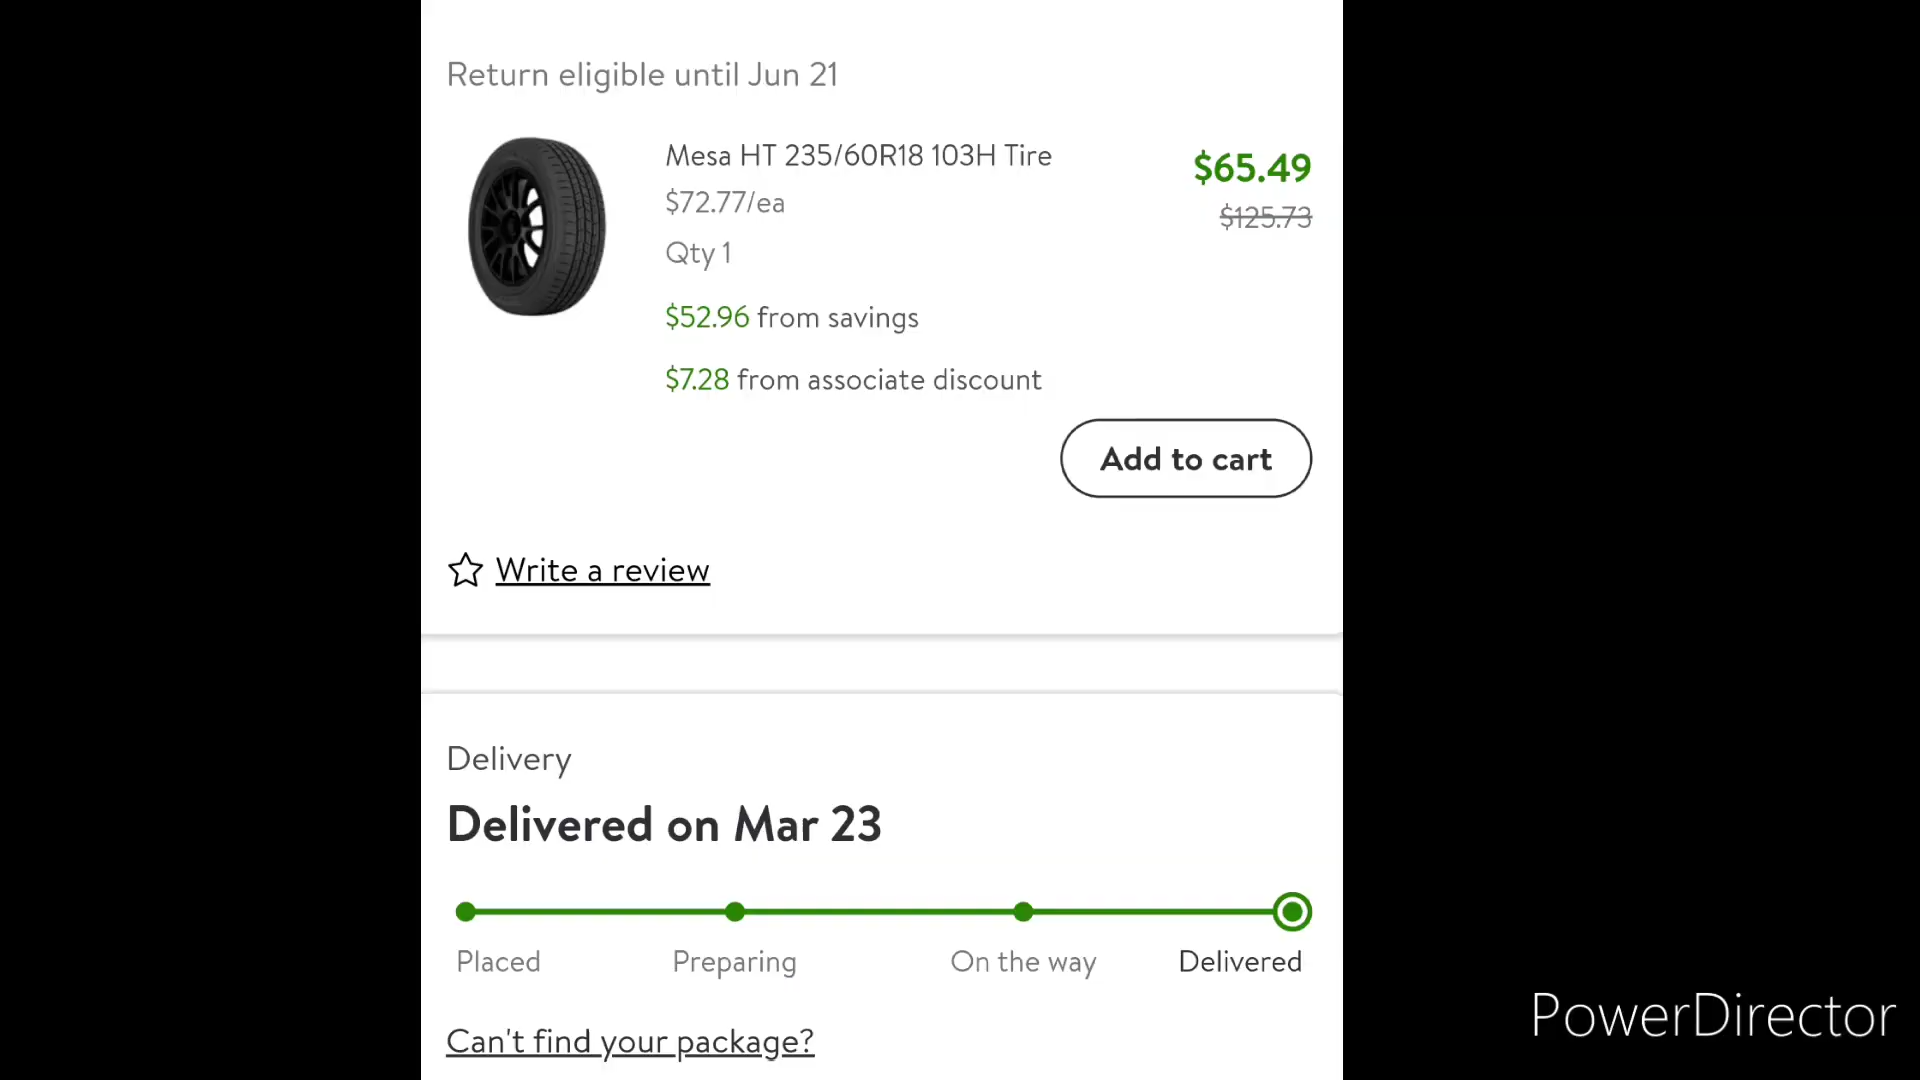 Return eligible until Jun 21
Mesa HT 235/60R18 103H Tire
$65.49
$72.77/ea
$125.73
Qty 1
$52.96 from savings
$7.28 from associate discount
Add to cart
Write a review
Delivery
Delivered on Mar 23
Placed Preparing On the way Delivered
Can't find your package?
PowerDirector